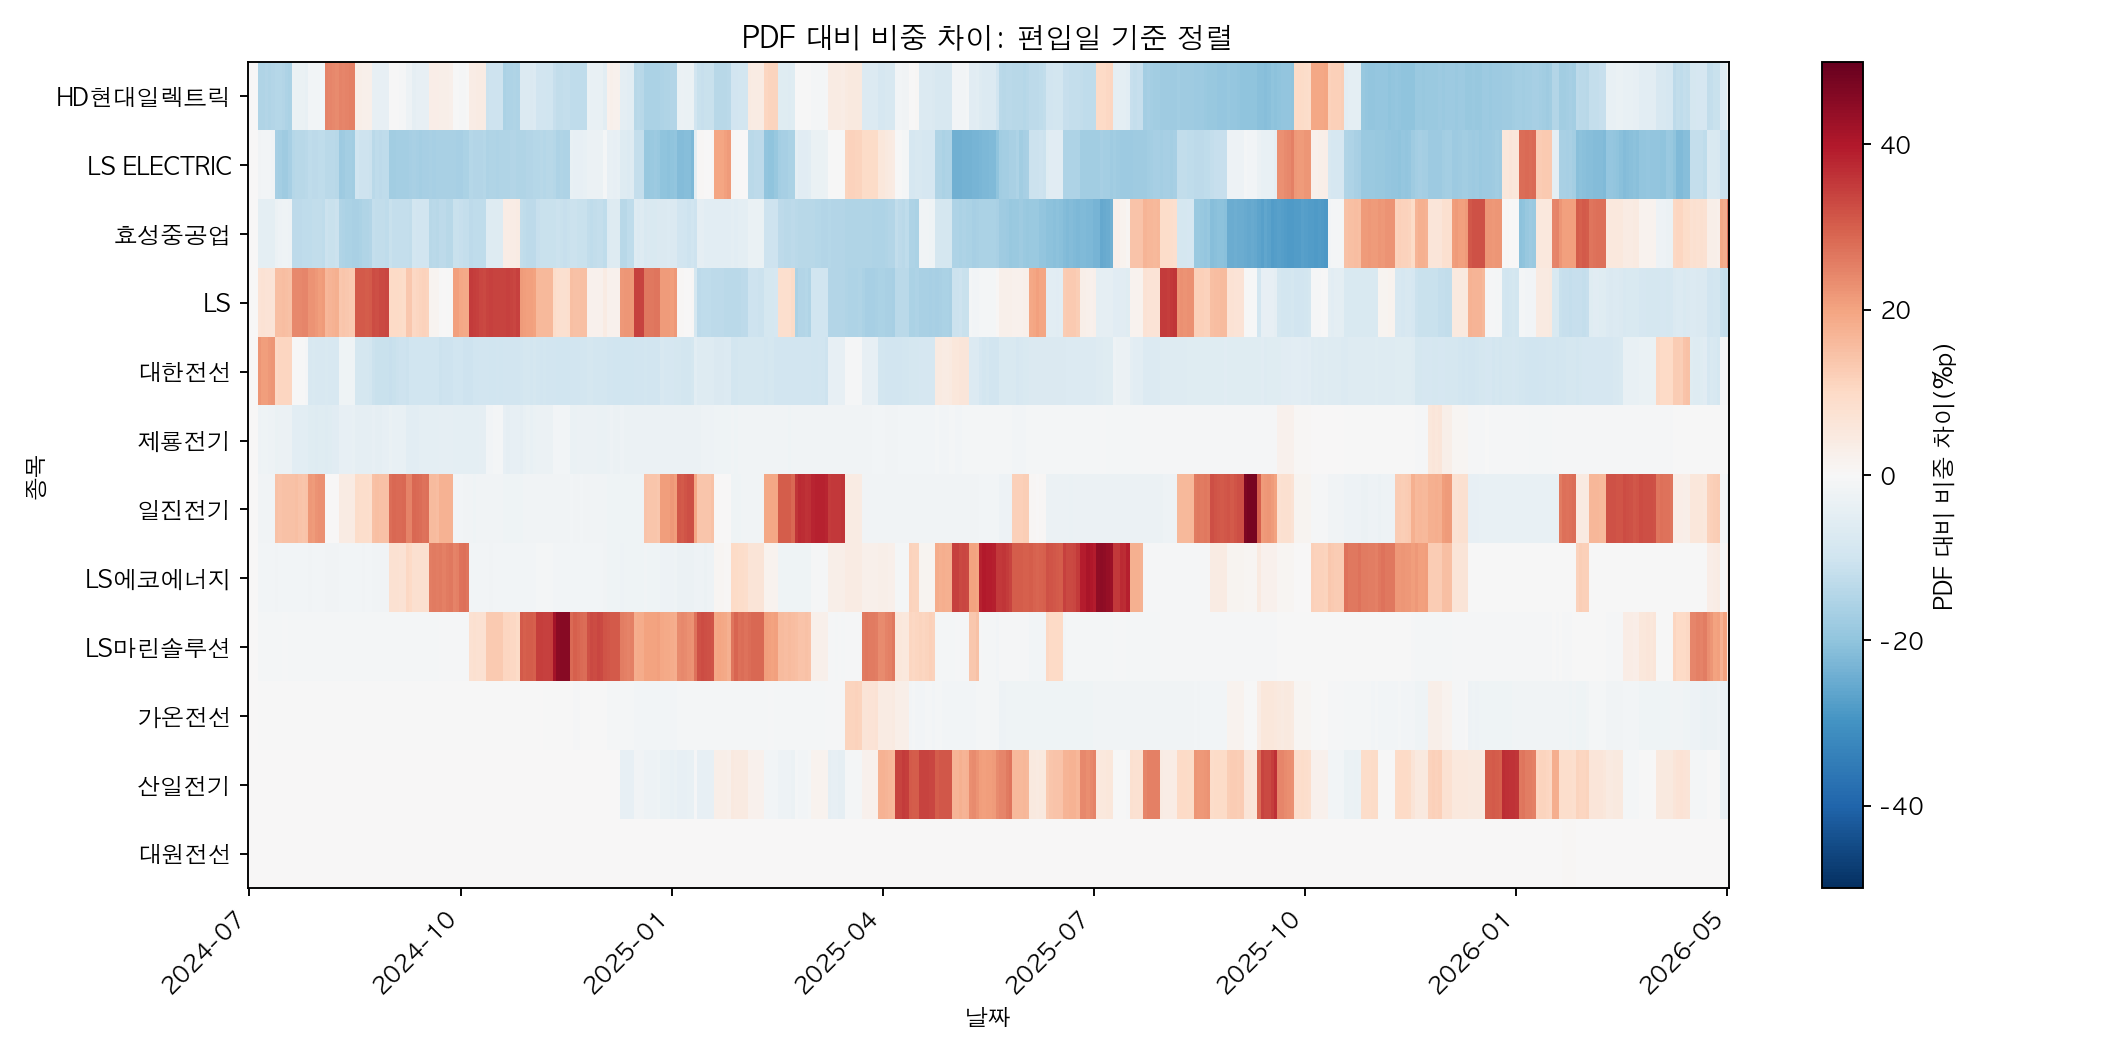 PDF 대비 비중 차이: 편입일 기준 정렬
종목
HD현대일렉트릭
LS ELECTRIC
효성중공업
LS
대한전선
제룡전기
일진전기
LS에코에너지
LS마린솔루션
가온전선
산일전기
대원전선
2024-07
2024-10
2025-01
2025-04
2025-07
2025-10
2026-01
2026-05
날짜
40
20
0
-20
-40
PDF 대비 비중 차이(%p)